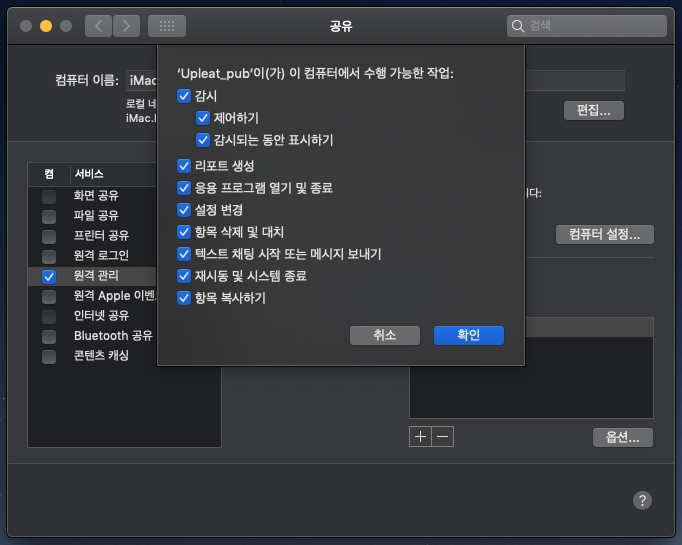 공유
검색
컴퓨터 이름:
iMac
로컬 네
iMac.l
편집...
'Upleat_pub'이(가) 이 컴퓨터에서 수행 가능한 작업:
감시
제어하기
감시되는 동안 표시하기
리포트 생성
응용 프로그램 열기 및 종료
설정 변경
항목 삭제 및 대치
텍스트 채팅 시작 또는 메시지 보내기
재시동 및 시스템 종료
항목 복사하기
취소
확인
켬 서비스
화면 공유
파일 공유
프린터 공유
원격 로그인
원격 관리
원격 Apple 이벤
인터넷 공유
Bluetooth 공유
콘텐츠 캐싱
니다:
컴퓨터 설정...
+ −
옵션...
?